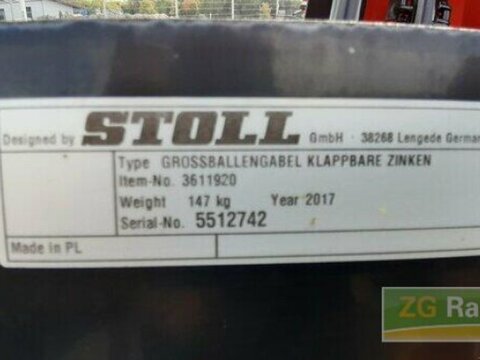 Designed by STOLL GmbH · 38268 Lengede German
Type GROSSBALLENGABEL KLAPPBARE ZINKEN
Item-No. 3611920
Weight 147 kg Year 2017
Serial-No. 5512742
Made in PL
ZG Ra